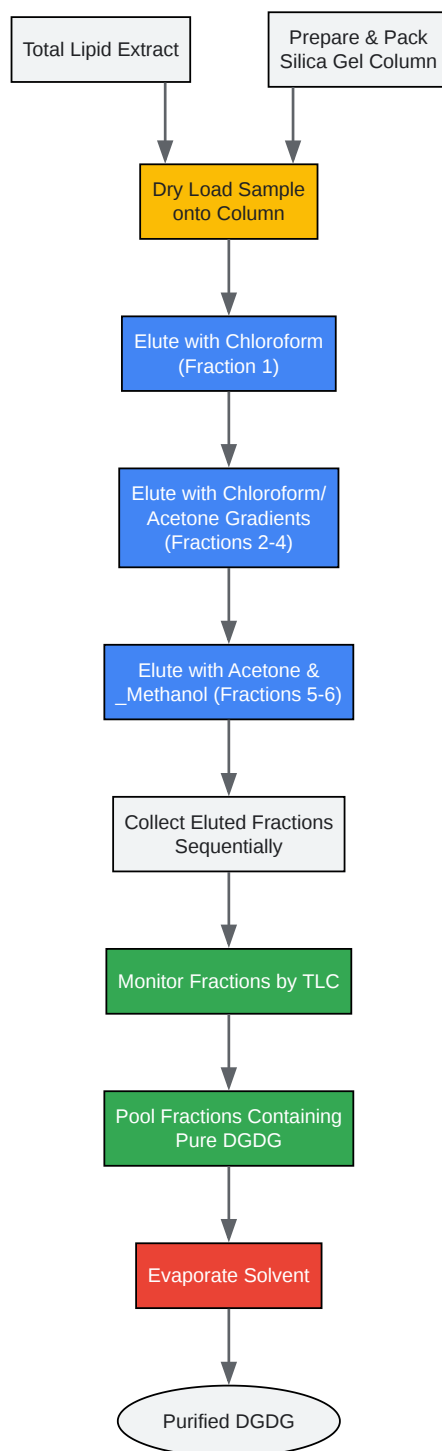 Total Lipid Extract
Prepare & Pack
Silica Gel Column
Dry Load Sample
onto Column
Elute with Chloroform
(Fraction 1)
Elute with Chloroform/
Acetone Gradients
(Fractions 2-4)
Elute with Acetone &
_Methanol (Fractions 5-6)
Collect Eluted Fractions
Sequentially
Monitor Fractions by TLC
Pool Fractions Containing
Pure DGDG
Evaporate Solvent
Purified DGDG